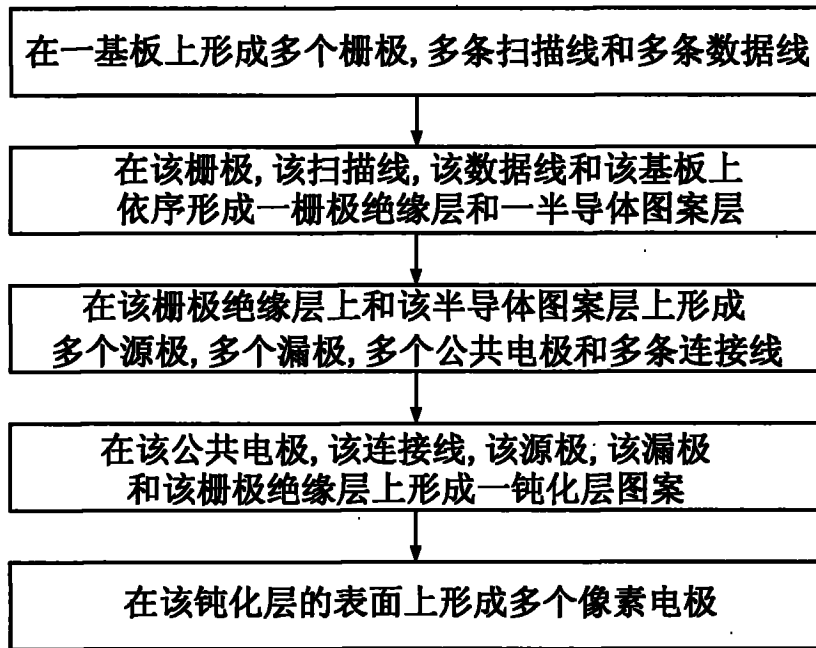 在一基板上形成多个栅极,多条扫描线和多条数据线
在该栅极,该扫描线,该数据线和该基板上
依序形成一栅极绝缘层和一半导体图案层
在该栅极绝缘层上和该半导体图案层上形成
多个源极,多个漏极,多个公共电极和多条连接线
在该公共电极,该连接线,该源极,该漏极
和该栅极绝缘层上形成一钝化层图案
在该钝化层的表面上形成多个像素电极